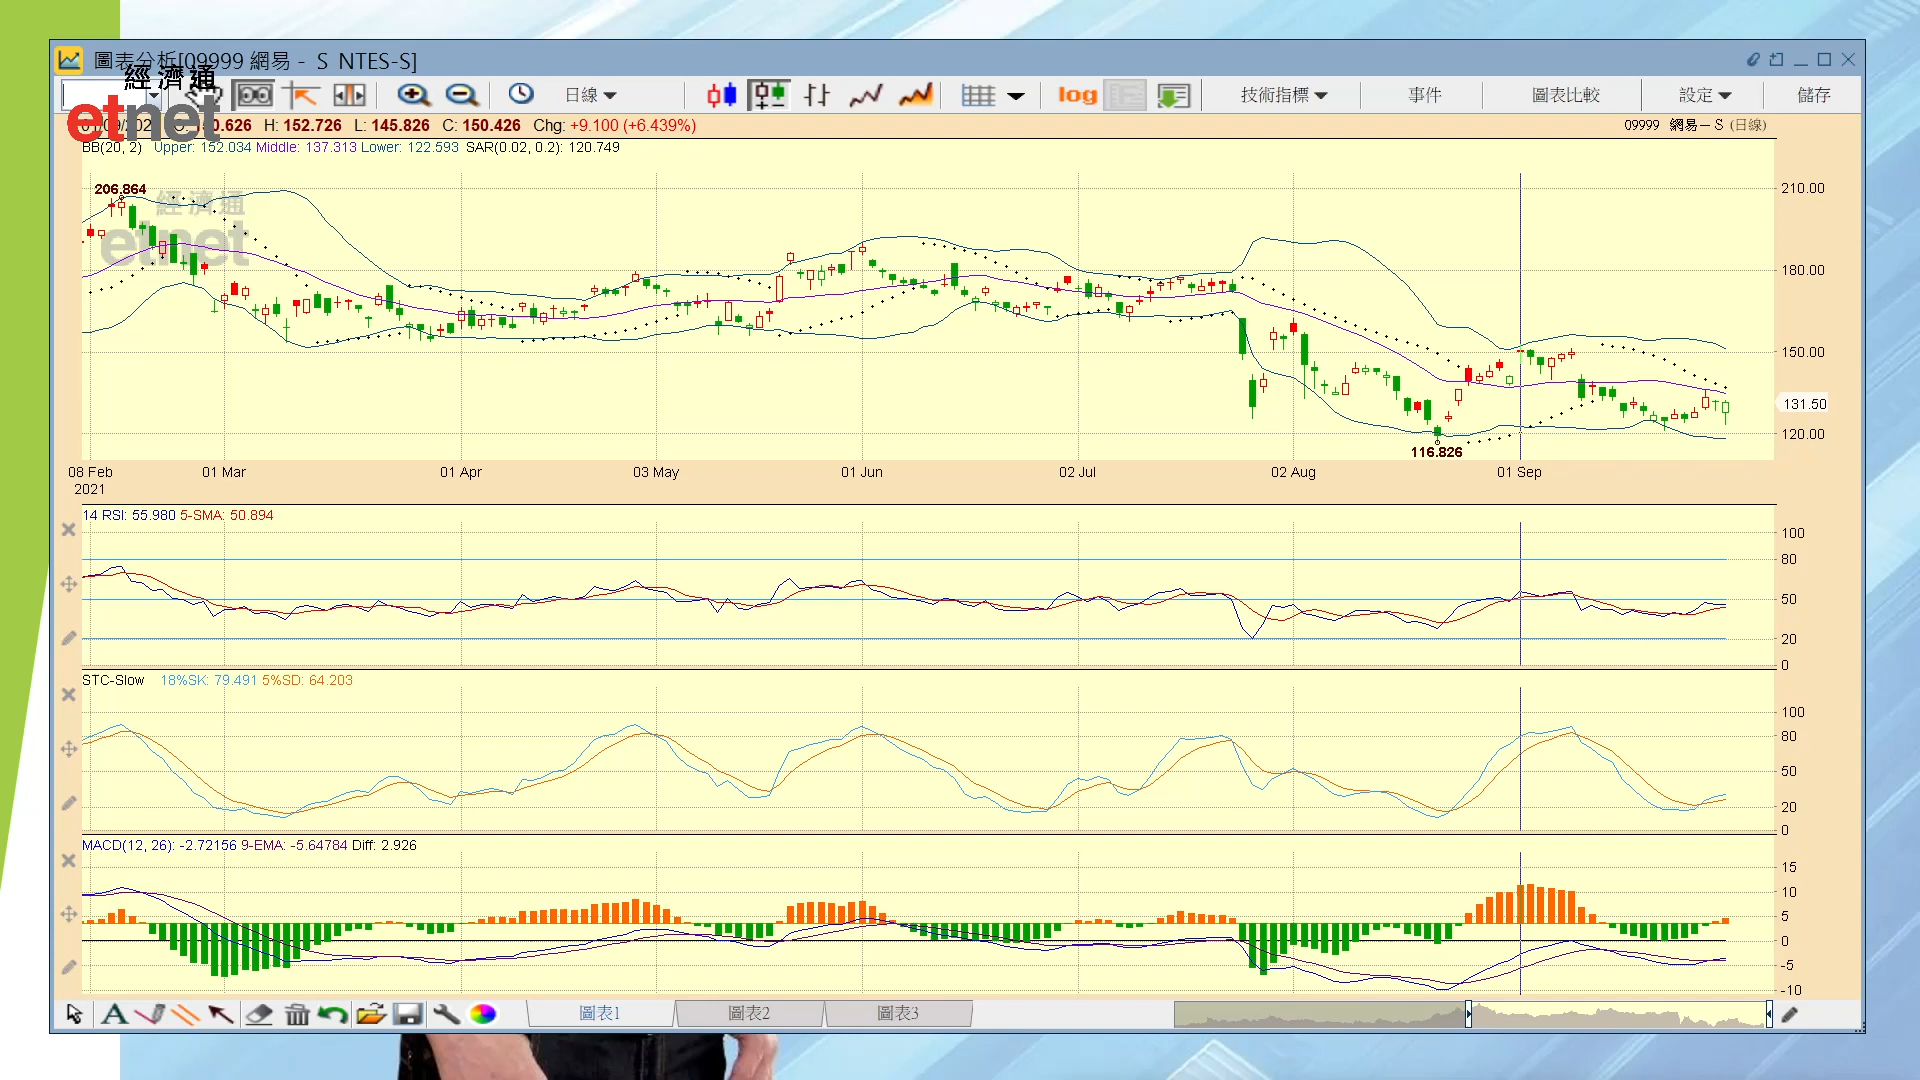 圖表分析[09999 網易 - S NTES-S]
經濟通
etnet
日線
log
技術指標
事件
圖表比較
設定
儲存
H: 152.726 L: 145.826 C: 150.426 Chg: +9.100 (+6.439%)
09999 網易－S (日線)
BB(20, 2) Upper: 152.034 Middle: 137.313 Lower: 122.593 SAR(0.02, 0.2): 120.749
206.864
經濟通
etnet
210.00
180.00
150.00
131.50
120.00
116.826
08 Feb 01 Mar 01 Apr 03 May 01 Jun 02 Jul 02 Aug 01 Sep
2021
14 RSI: 55.980 5-SMA: 50.894
100
80
50
20
0
STC-Slow 18%SK: 79.491 5%SD: 64.203
100
80
50
20
0
MACD(12, 26): -2.72156 9-EMA: -5.64784 Diff: 2.926
15
10
5
0
-5
-10
A
圖表1
圖表2
圖表3